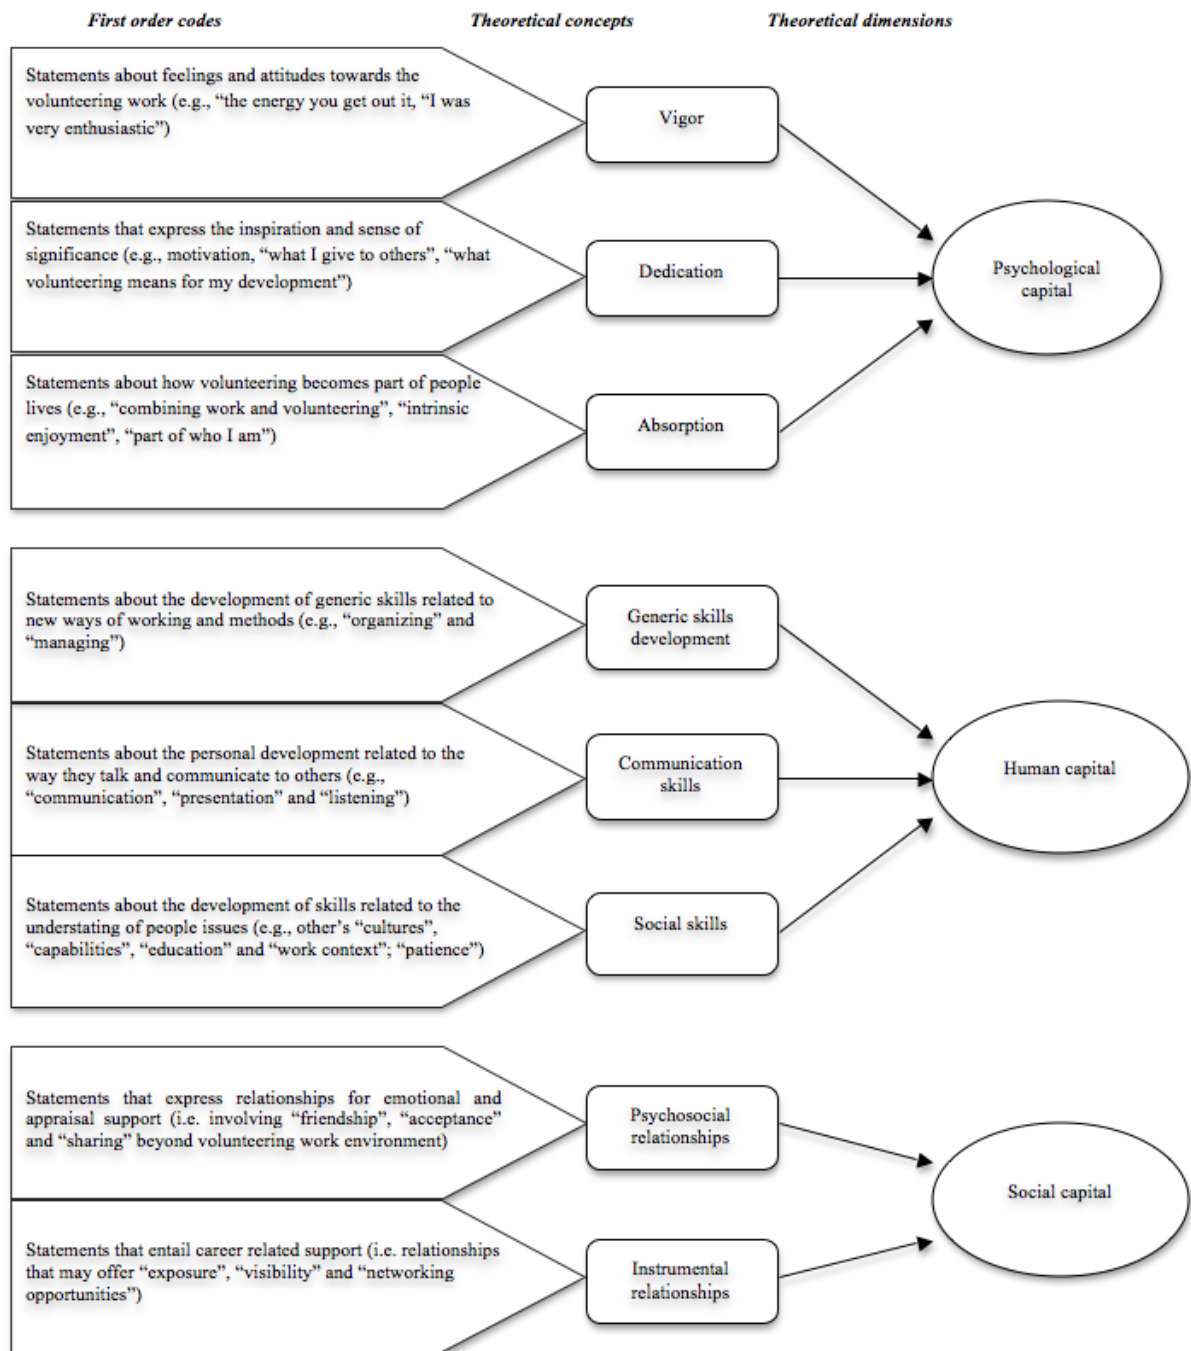 First order codes
Theoretical concepts
Theoretical dimensions
Statements about feelings and attitudes towards the
volunteering work (e.g., “the energy you get out it, “I was
very enthusiastic”)
Vigor
Statements that express the inspiration and sense of
significance (e.g., motivation, “what I give to others”, “what
volunteering means for my development”)
Dedication
Psychological
capital
Statements about how volunteering becomes part of people
lives (e.g., “combining work and volunteering”, “intrinsic
enjoyment”, “part of who I am”)
Absorption
Statements about the development of generic skills related to
new ways of working and methods (e.g., “organizing” and
“managing”)
Generic skills
development
Statements about the personal development related to the
way they talk and communicate to others (e.g.,
“communication”, “presentation” and “listening”)
Communication
skills
Human capital
Statements about the development of skills related to the
understating of people issues (e.g., other’s “cultures”,
“capabilities”, “education” and “work context”; “patience”)
Social skills
Statements that express relationships for emotional and
appraisal support (i.e. involving “friendship”, “acceptance”
and “sharing” beyond volunteering work environment)
Psychosocial
relationships
Social capital
Statements that entail career related support (i.e. relationships
that may offer “exposure”, “visibility” and “networking
opportunities”)
Instrumental
relationships